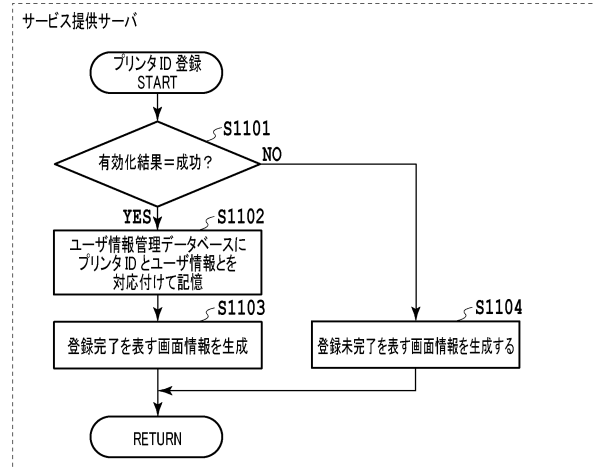 サービス提供サーバ
プリンタID 登録
START
S1101
有効化結果＝成功？
NO
YES
S1102
ユーザ情報管理データベースに
プリンタIDとユーザ情報とを
対応付けて記憶
S1103
登録完了を表す画面情報を生成
S1104
登録未完了を表す画面情報を生成する
RETURN